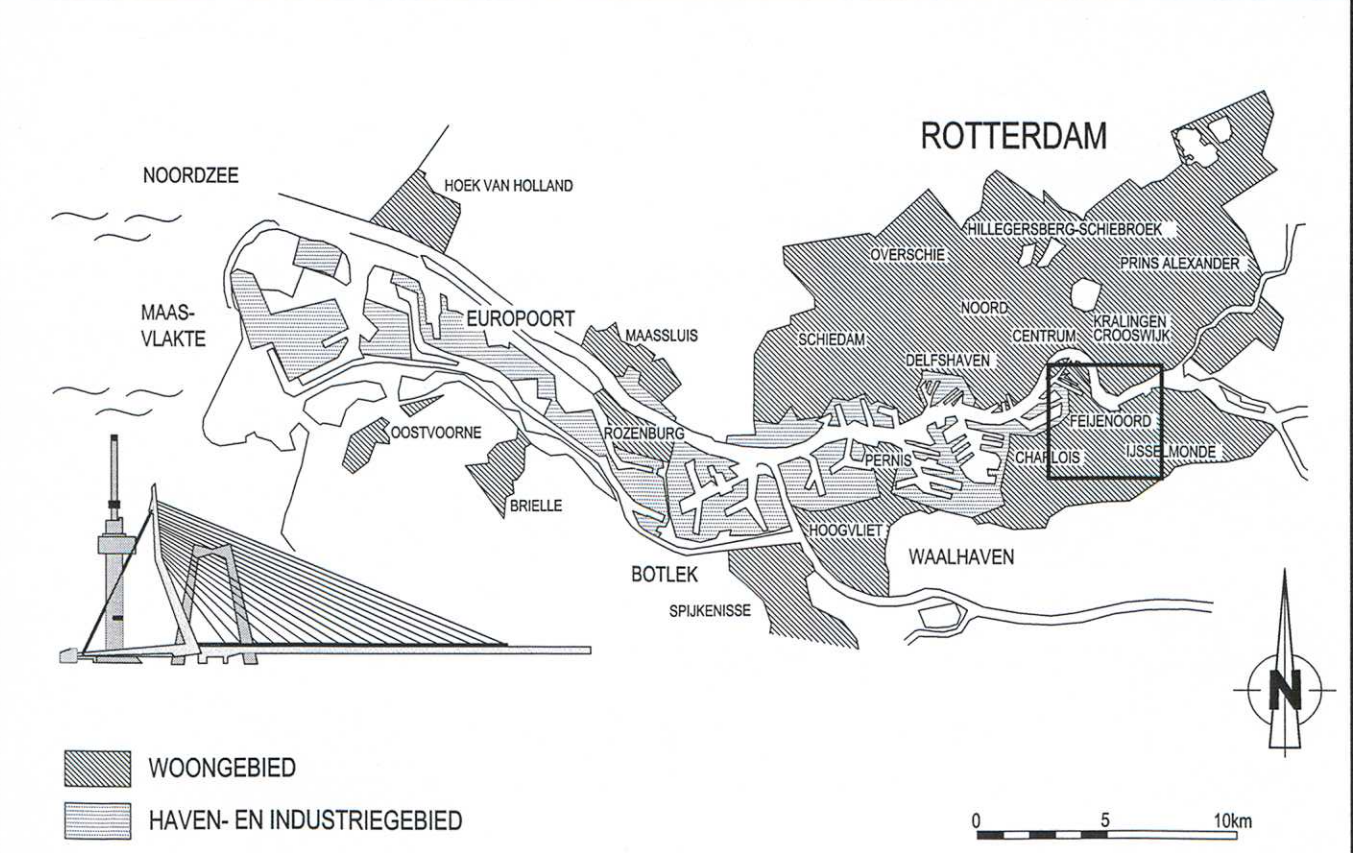 ROTTERDAM
NOORDZEE
HOEK VAN HOLLAND
HILLEGERSBERG-SCHIEBROEK
OVERSCHIE
PRINS ALEXANDER
MAAS-
VLAKTE
EUROPOORT
NOORD
MAASSLUIS
SCHIEDAM
CENTRUM
KRALINGEN
CROOSWIJK
DELFSHAVEN
OOSTVOORNE
ROZENBURG
FEIJENOORD
PERNIS
CHARLOIS
IJSSELMONDE
BRIELLE
HOOGVLIET
WAALHAVEN
BOTLEK
SPIJKENISSE
N
WOONGEBIED
HAVEN- EN INDUSTRIEGEBIED
0 5 10km